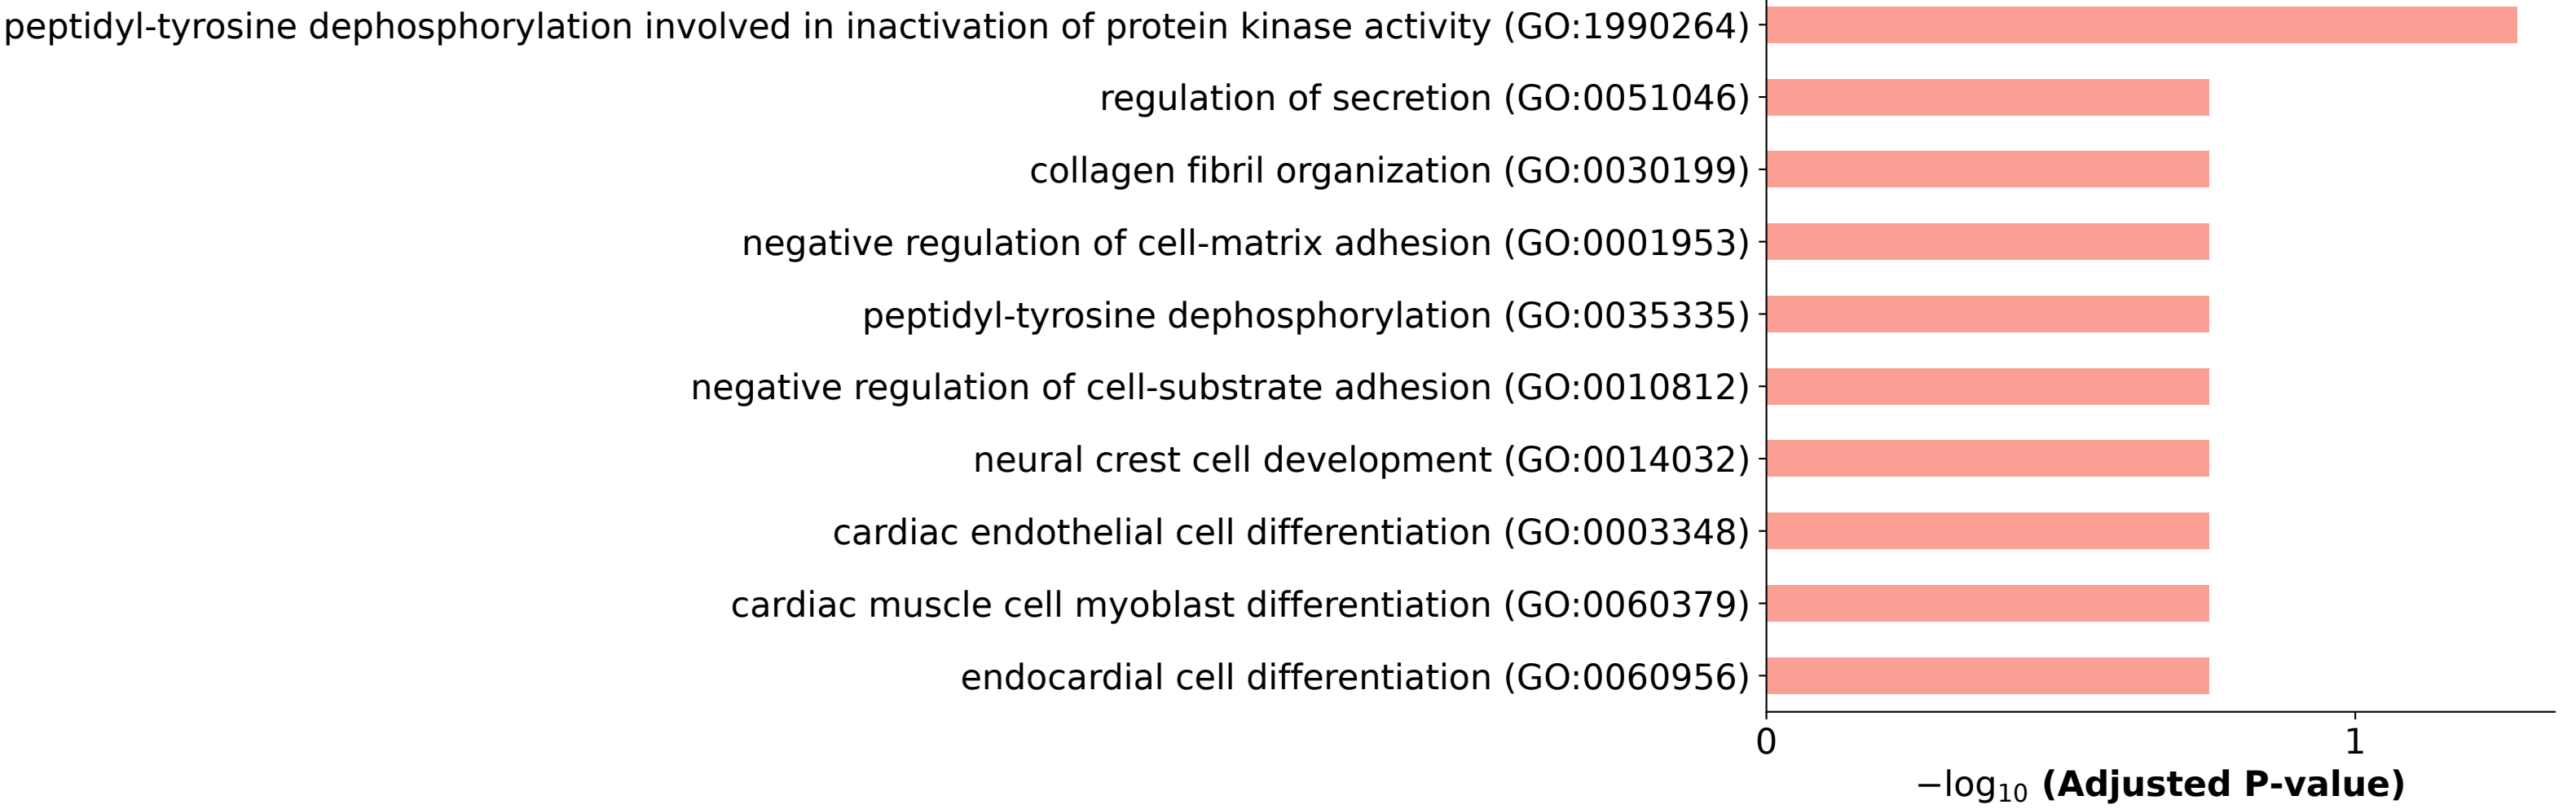 peptidyl-tyrosine dephosphorylation involved in inactivation of protein kinase activity (GO:1990264)
regulation of secretion (GO:0051046)
collagen fibril organization (GO:0030199)
negative regulation of cell-matrix adhesion (GO:0001953)
peptidyl-tyrosine dephosphorylation (GO:0035335)
negative regulation of cell-substrate adhesion (GO:0010812)
neural crest cell development (GO:0014032)
cardiac endothelial cell differentiation (GO:0003348)
cardiac muscle cell myoblast differentiation (GO:0060379)
endocardial cell differentiation (GO:0060956)
0 1
−log₁₀ (Adjusted P-value)